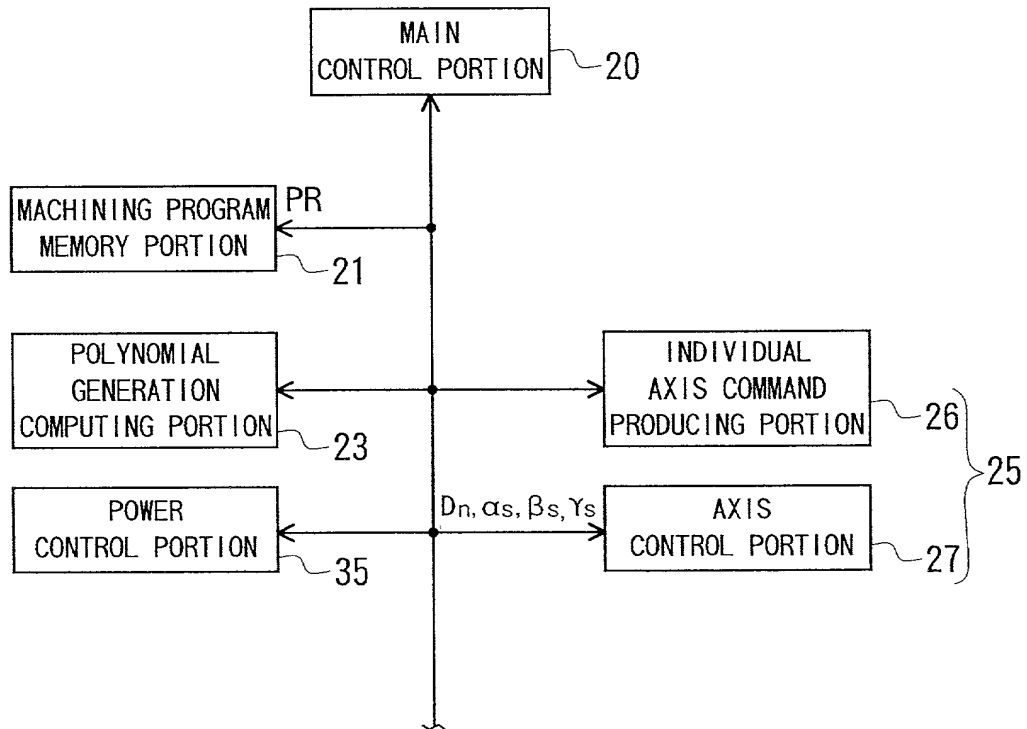 MAIN
CONTROL PORTION
20
MACHINING PROGRAM
MEMORY PORTION
PR
21
POLYNOMIAL
GENERATION
COMPUTING PORTION
23
INDIVIDUAL
AXIS COMMAND
PRODUCING PORTION
26
25
POWER
CONTROL PORTION
35
Dn, αs, βs, γs
AXIS
CONTROL PORTION
27